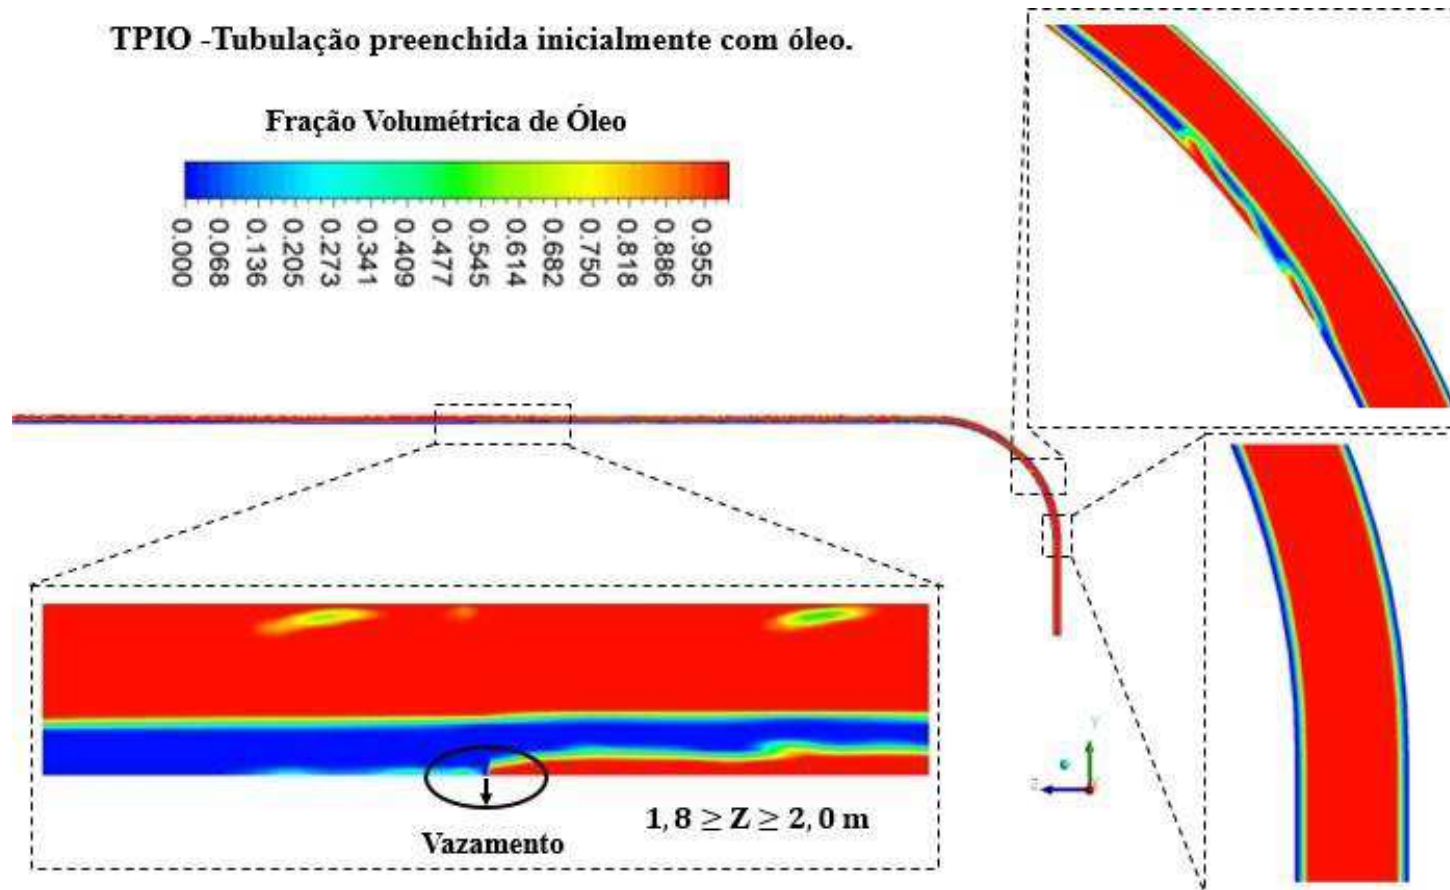 TPIO -Tubulação preenchida inicialmente com óleo.
Fração Volumétrica de Óleo
0.000 0.068 0.136 0.205 0.273 0.341 0.409 0.477 0.545 0.614 0.682 0.750 0.818 0.886 0.955
Y
1, 8 ≥ Z ≥ 2, 0 m
Vazamento